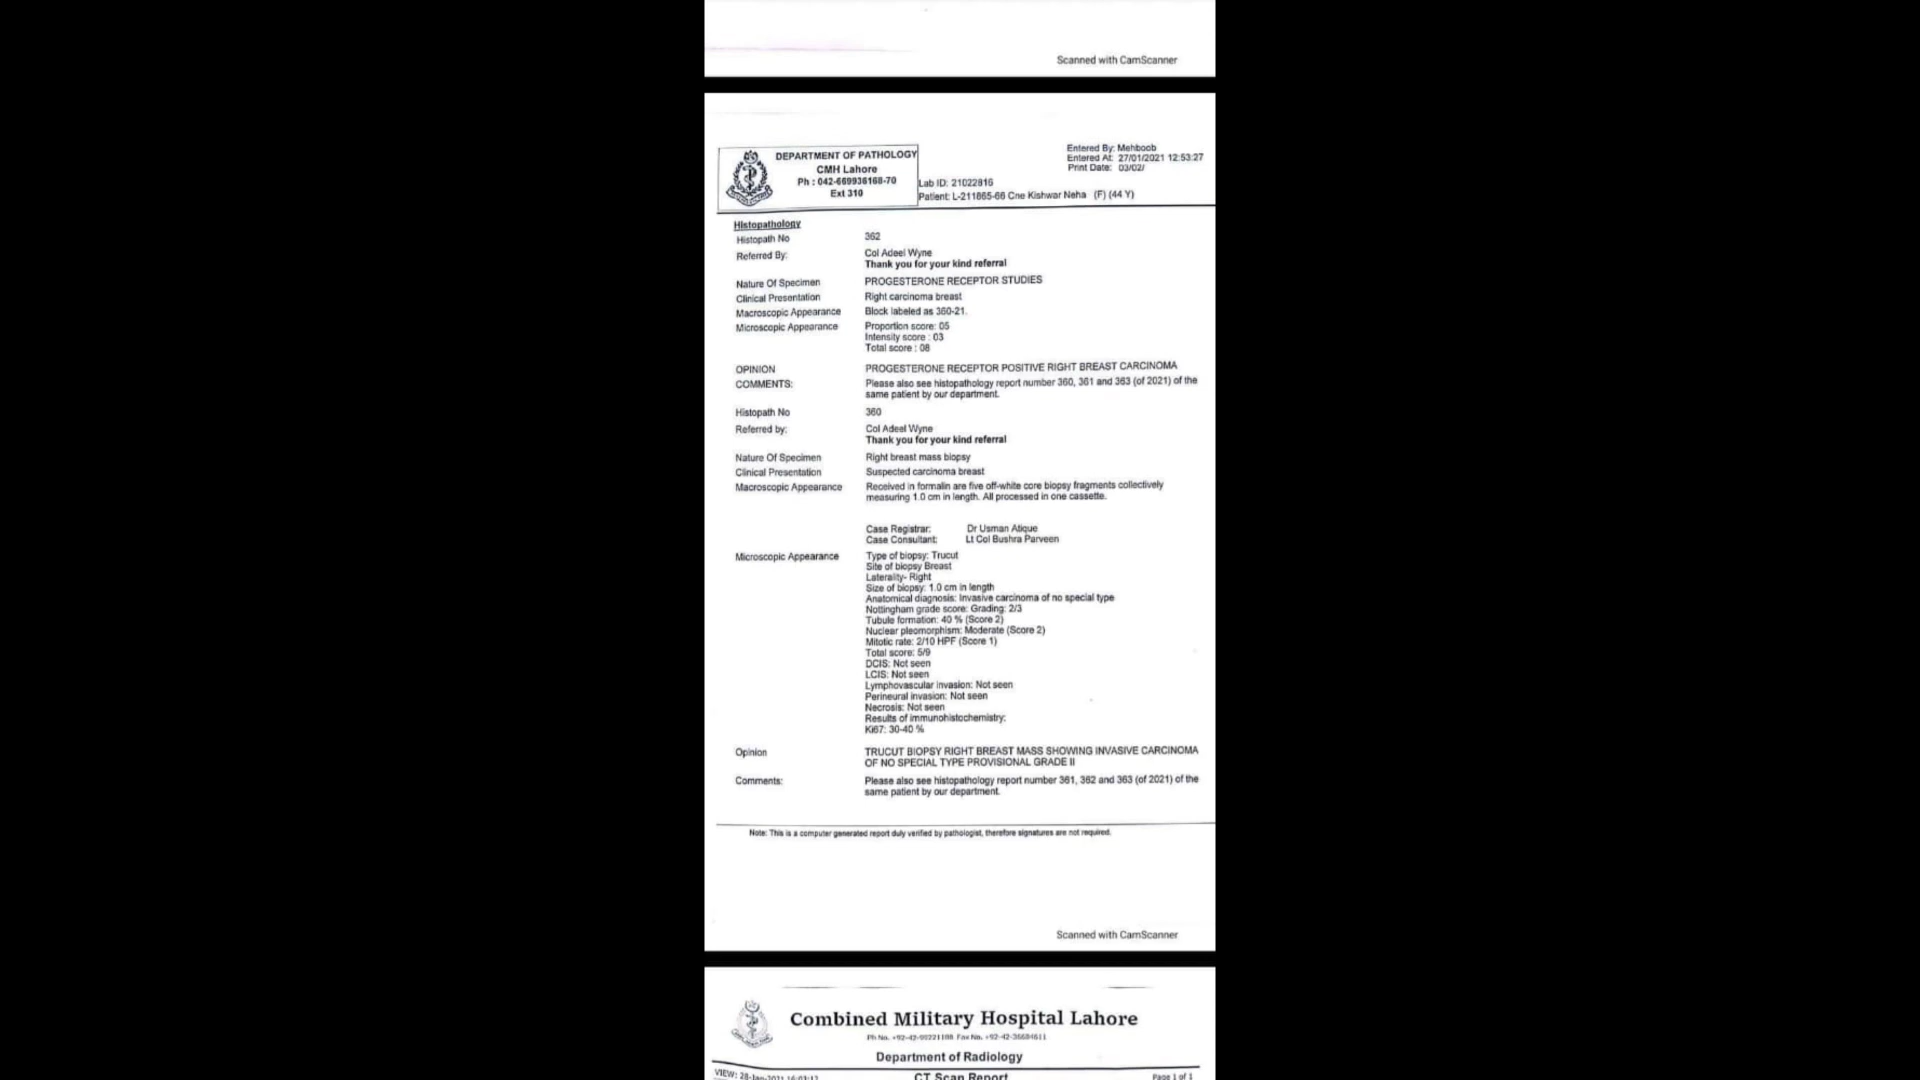 Scanned with CamScanner
DEPARTMENT OF PATHOLOGY
CMH Lahore
Ph : 042-669936168-70
Ext 310
Entered By: Mehboob
Entered At: 27/01/2021 12:53:27
Print Date: 03/02/
Lab ID: 21022816
Patient: L-211865-66 Cne Kishwar Neha (F) (44 Y)
Histopathology
Histopath No 362
Referred By: Col Adeel Wyne
Thank you for your kind referral
Nature Of Specimen PROGESTERONE RECEPTOR STUDIES
Clinical Presentation Right carcinoma breast
Macroscopic Appearance Block labeled as 360-21.
Microscopic Appearance Proportion score: 05
Intensity score : 03
Total score : 08
OPINION PROGESTERONE RECEPTOR POSITIVE RIGHT BREAST CARCINOMA
COMMENTS: Please also see histopathology report number 360, 361 and 363 (of 2021) of the
same patient by our department.
Histopath No 360
Referred by: Col Adeel Wyne
Thank you for your kind referral
Nature Of Specimen Right breast mass biopsy
Clinical Presentation Suspected carcinoma breast
Macroscopic Appearance Received in formalin are five off-white core biopsy fragments collectively
measuring 1.0 cm in length. All processed in one cassette.
Case Registrar: Dr Usman Atique
Case Consultant: Lt Col Bushra Parveen
Microscopic Appearance Type of biopsy: Trucut
Site of biopsy Breast
Laterality- Right
Size of biopsy: 1.0 cm in length
Anatomical diagnosis: Invasive carcinoma of no special type
Nottingham grade score: Grading: 2/3
Tubule formation: 40 % (Score 2)
Nuclear pleomorphism: Moderate (Score 2)
Mitotic rate: 2/10 HPF (Score 1)
Total score: 5/9
DCIS: Not seen
LCIS: Not seen
Lymphovascular invasion: Not seen
Perineural invasion: Not seen
Necrosis: Not seen
Results of immunohistochemistry:
Ki67: 30-40 %
Opinion TRUCUT BIOPSY RIGHT BREAST MASS SHOWING INVASIVE CARCINOMA
OF NO SPECIAL TYPE PROVISIONAL GRADE II
Comments: Please also see histopathology report number 361, 362 and 363 (of 2021) of the
same patient by our department.
Note: This is a computer generated report duly verified by pathologist, therefore signatures are not required.
Scanned with CamScanner
Combined Military Hospital Lahore
Ph No. Fax No.
Department of Radiology
VIEW: 28-Jan-2021
CT Scan Report
Page 1 of 1